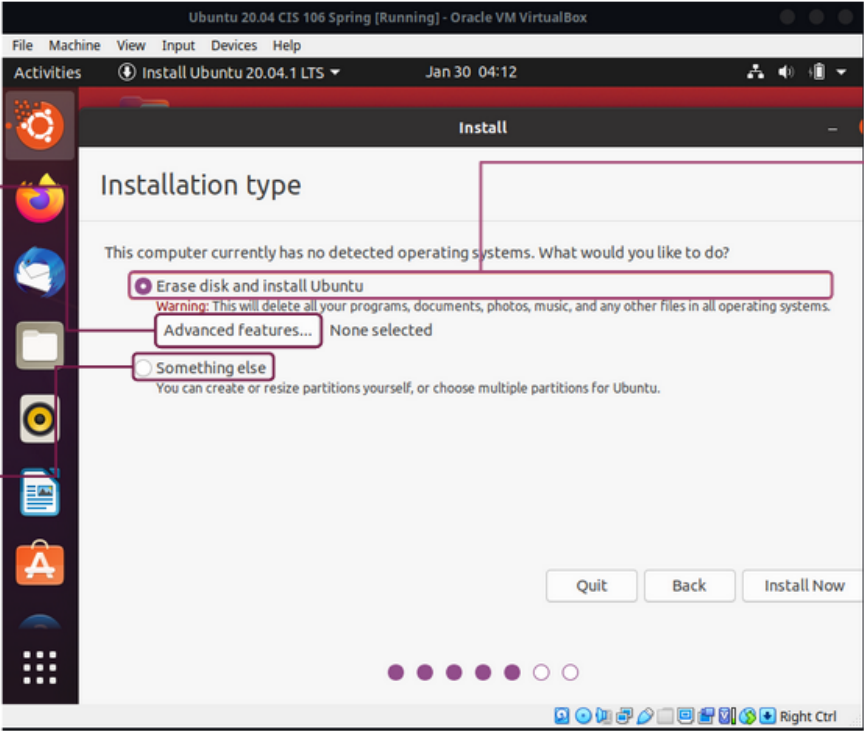 Ubuntu 20.04 CIS 106 Spring [Running] - Oracle VM VirtualBox
File Machine View Input Devices Help
Activities Install Ubuntu 20.04.1 LTS Jan 30 04:12
Install
Installation type
This computer currently has no detected operating systems. What would you like to do?
Erase disk and install Ubuntu
Warning: This will delete all your programs, documents, photos, music, and any other files in all operating systems.
Advanced features... None selected
Something else
You can create or resize partitions yourself, or choose multiple partitions for Ubuntu.
Quit Back Install Now
Right Ctrl